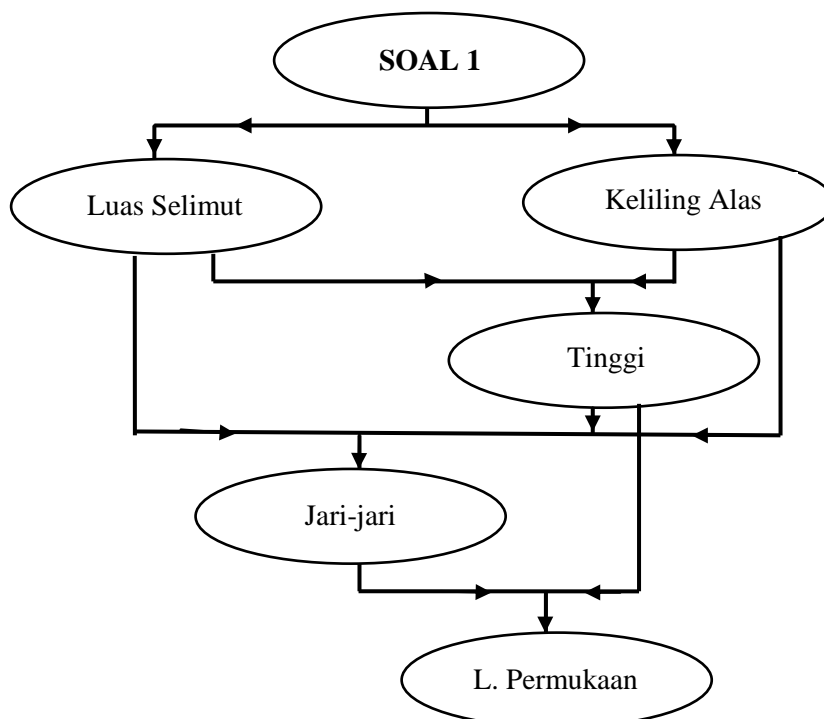 SOAL 1
Luas Selimut
Keliling Alas
Tinggi
Jari-jari
L. Permukaan